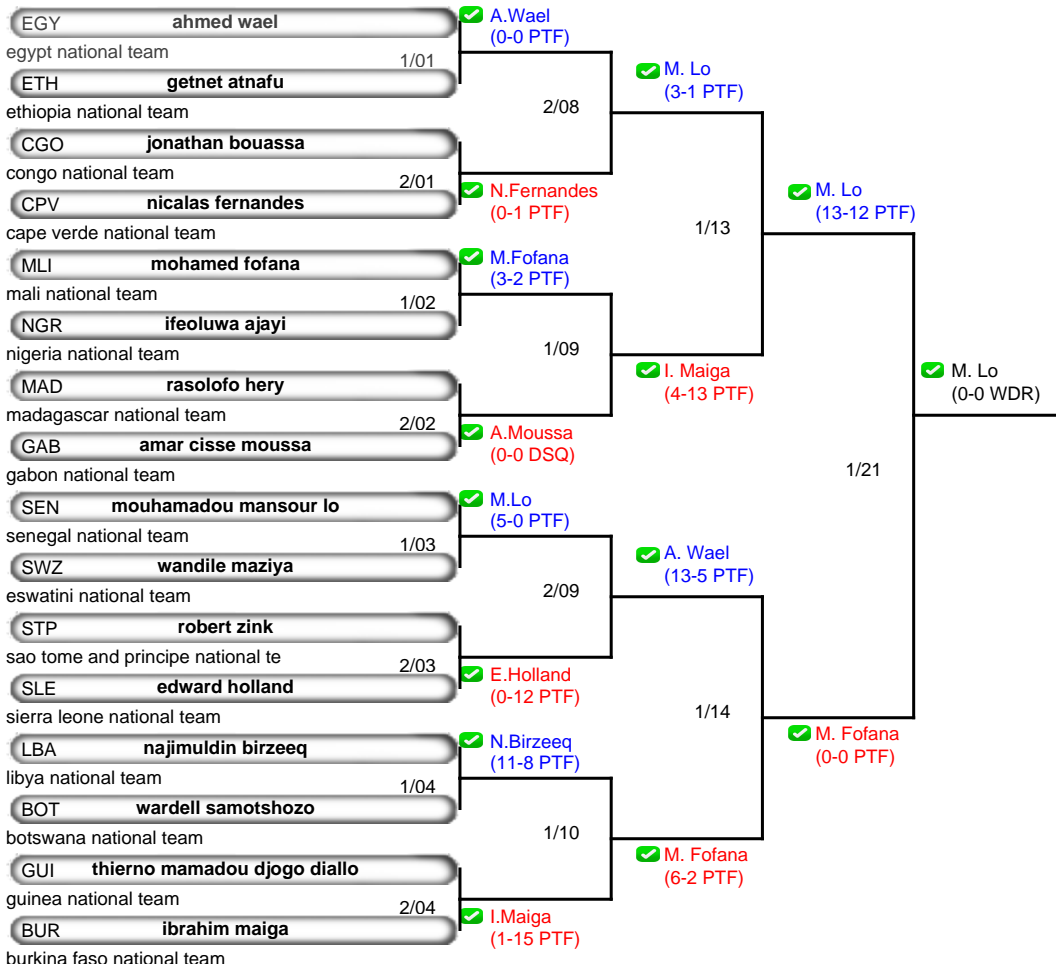 EGY ahmed wael
egypt national team
1/01
ETH getnet atnafu
ethiopia national team
CGO jonathan bouassa
congo national team
2/01
CPV nicalas fernandes
cape verde national team
MLI mohamed fofana
mali national team
1/02
NGR ifeoluwa ajayi
nigeria national team
MAD rasolofo hery
madagascar national team
2/02
GAB amar cisse moussa
gabon national team
SEN mouhamadou mansour lo
senegal national team
1/03
SWZ wandile maziya
eswatini national team
STP robert zink
sao tome and principe national te
2/03
SLE edward holland
sierra leone national team
LBA najimuldin birzeeq
libya national team
1/04
BOT wardell samotshozo
botswana national team
GUI thierno mamadou djogo diallo
guinea national team
2/04
BUR ibrahim maiga
burkina faso national team
A.Wael
(0-0 PTF)
2/08
N.Fernandes
(0-1 PTF)
M.Fofana
(3-2 PTF)
1/09
A.Moussa
(0-0 DSQ)
M.Lo
(5-0 PTF)
2/09
E.Holland
(0-12 PTF)
N.Birzeeq
(11-8 PTF)
1/10
I.Maiga
(1-15 PTF)
M. Lo
(3-1 PTF)
1/13
I. Maiga
(4-13 PTF)
A. Wael
(13-5 PTF)
1/14
M. Fofana
(6-2 PTF)
M. Lo
(13-12 PTF)
1/21
M. Fofana
(0-0 PTF)
M. Lo
(0-0 WDR)